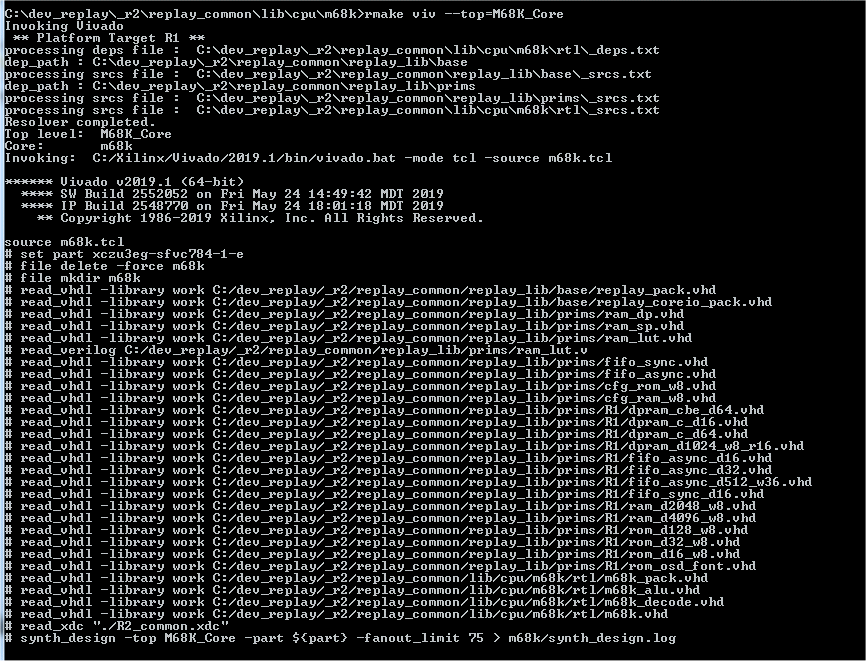 C:\dev_replay\_r2\replay_common\lib\cpu\m68k>rmake viv --top=M68K_Core
Invoking Vivado
** Platform Target R1 **
processing deps file :  C:\dev_replay\_r2\replay_common\lib\cpu\m68k\rtl\_deps.txt
dep_path : C:\dev_replay\_r2\replay_common\replay_lib\base
processing srcs file :  C:\dev_replay\_r2\replay_common\replay_lib\base\_srcs.txt
dep_path : C:\dev_replay\_r2\replay_common\replay_lib\prims
processing srcs file :  C:\dev_replay\_r2\replay_common\replay_lib\prims\_srcs.txt
processing srcs file :  C:\dev_replay\_r2\replay_common\lib\cpu\m68k\rtl\_srcs.txt
Resolver completed.
Top level:  M68K_Core
Core:       m68k
Invoking:  C:/Xilinx/Vivado/2019.1/bin/vivado.bat -mode tcl -source m68k.tcl

****** Vivado v2019.1 (64-bit)
  **** SW Build 2552052 on Fri May 24 14:49:42 MDT 2019
  **** IP Build 2548770 on Fri May 24 18:01:18 MDT 2019
    ** Copyright 1986-2019 Xilinx, Inc. All Rights Reserved.

source m68k.tcl
# set part xczu3eg-sfvc784-1-e
# file delete -force m68k
# file mkdir m68k
# read_vhdl -library work C:/dev_replay/_r2/replay_common/replay_lib/base/replay_pack.vhd
# read_vhdl -library work C:/dev_replay/_r2/replay_common/replay_lib/base/replay_coreio_pack.vhd
# read_vhdl -library work C:/dev_replay/_r2/replay_common/replay_lib/prims/ram_dp.vhd
# read_vhdl -library work C:/dev_replay/_r2/replay_common/replay_lib/prims/ram_sp.vhd
# read_vhdl -library work C:/dev_replay/_r2/replay_common/replay_lib/prims/ram_lut.vhd
# read_verilog C:/dev_replay/_r2/replay_common/replay_lib/prims/ram_lut.v
# read_vhdl -library work C:/dev_replay/_r2/replay_common/replay_lib/prims/fifo_sync.vhd
# read_vhdl -library work C:/dev_replay/_r2/replay_common/replay_lib/prims/fifo_async.vhd
# read_vhdl -library work C:/dev_replay/_r2/replay_common/replay_lib/prims/cfg_rom_w8.vhd
# read_vhdl -library work C:/dev_replay/_r2/replay_common/replay_lib/prims/cfg_ram_w8.vhd
# read_vhdl -library work C:/dev_replay/_r2/replay_common/replay_lib/prims/R1/dpram_cbe_d64.vhd
# read_vhdl -library work C:/dev_replay/_r2/replay_common/replay_lib/prims/R1/dpram_c_d16.vhd
# read_vhdl -library work C:/dev_replay/_r2/replay_common/replay_lib/prims/R1/dpram_c_d64.vhd
# read_vhdl -library work C:/dev_replay/_r2/replay_common/replay_lib/prims/R1/dpram_d1024_w8_r16.vhd
# read_vhdl -library work C:/dev_replay/_r2/replay_common/replay_lib/prims/R1/fifo_async_d16.vhd
# read_vhdl -library work C:/dev_replay/_r2/replay_common/replay_lib/prims/R1/fifo_async_d32.vhd
# read_vhdl -library work C:/dev_replay/_r2/replay_common/replay_lib/prims/R1/fifo_async_d512_w36.vhd
# read_vhdl -library work C:/dev_replay/_r2/replay_common/replay_lib/prims/R1/fifo_sync_d16.vhd
# read_vhdl -library work C:/dev_replay/_r2/replay_common/replay_lib/prims/R1/ram_d2048_w8.vhd
# read_vhdl -library work C:/dev_replay/_r2/replay_common/replay_lib/prims/R1/ram_d4096_w8.vhd
# read_vhdl -library work C:/dev_replay/_r2/replay_common/replay_lib/prims/R1/rom_d128_w8.vhd
# read_vhdl -library work C:/dev_replay/_r2/replay_common/replay_lib/prims/R1/rom_d32_w8.vhd
# read_vhdl -library work C:/dev_replay/_r2/replay_common/replay_lib/prims/R1/rom_d16_w8.vhd
# read_vhdl -library work C:/dev_replay/_r2/replay_common/replay_lib/prims/R1/rom_osd_font.vhd
# read_vhdl -library work C:/dev_replay/_r2/replay_common/lib/cpu/m68k/rtl/m68k_pack.vhd
# read_vhdl -library work C:/dev_replay/_r2/replay_common/lib/cpu/m68k/rtl/m68k_alu.vhd
# read_vhdl -library work C:/dev_replay/_r2/replay_common/lib/cpu/m68k/rtl/m68k_decode.vhd
# read_vhdl -library work C:/dev_replay/_r2/replay_common/lib/cpu/m68k/rtl/m68k.vhd
# read_xdc "./R2_common.xdc"
# synth_design -top M68K_Core -part ${part} -fanout_limit 75 > m68k/synth_design.log